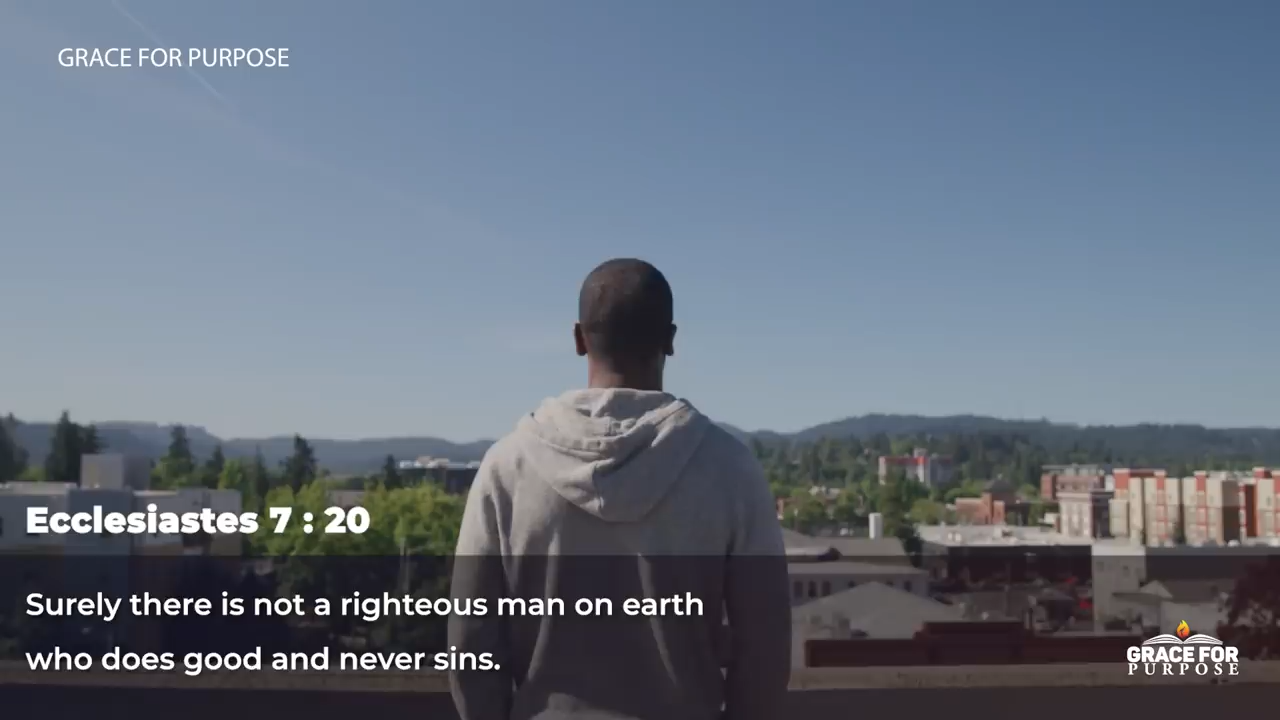 GRACE FOR PURPOSE
Ecclesiastes 7 : 20
Surely there is not a righteous man on earth
who does good and never sins.
GRACE FOR
PURPOSE